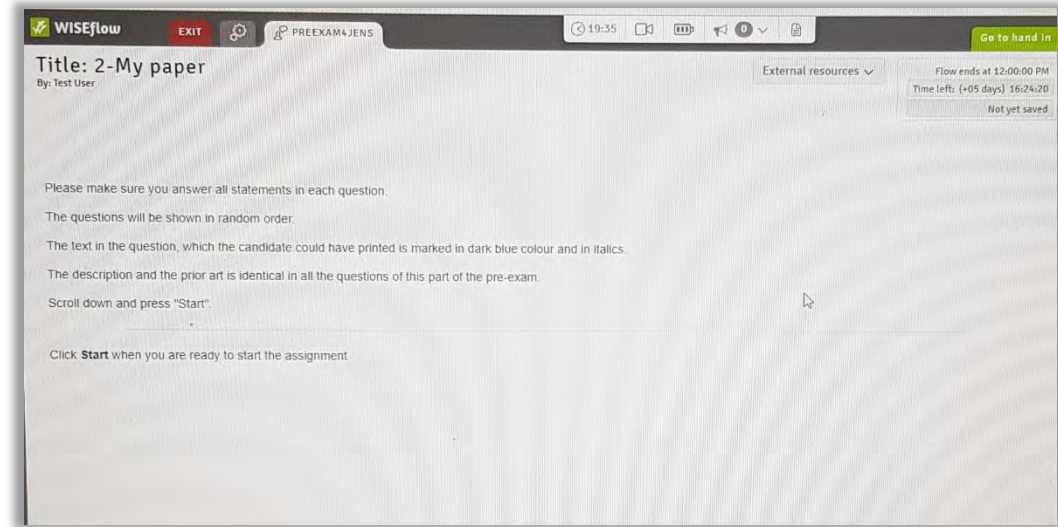 WISEflow
EXIT
PREEXAM4JENS
19:35
0
Go to hand in
Title: 2-My paper
By: Test User
External resources
Flow ends at 12:00:00 PM
Time left: (+05 days) 16:24:20
Not yet saved
Please make sure you answer all statements in each question.
The questions will be shown in random order.
The text in the question, which the candidate could have printed is marked in dark blue colour and in italics.
The description and the prior art is identical in all the questions of this part of the pre-exam.
Scroll down and press "Start".
Click Start when you are ready to start the assignment